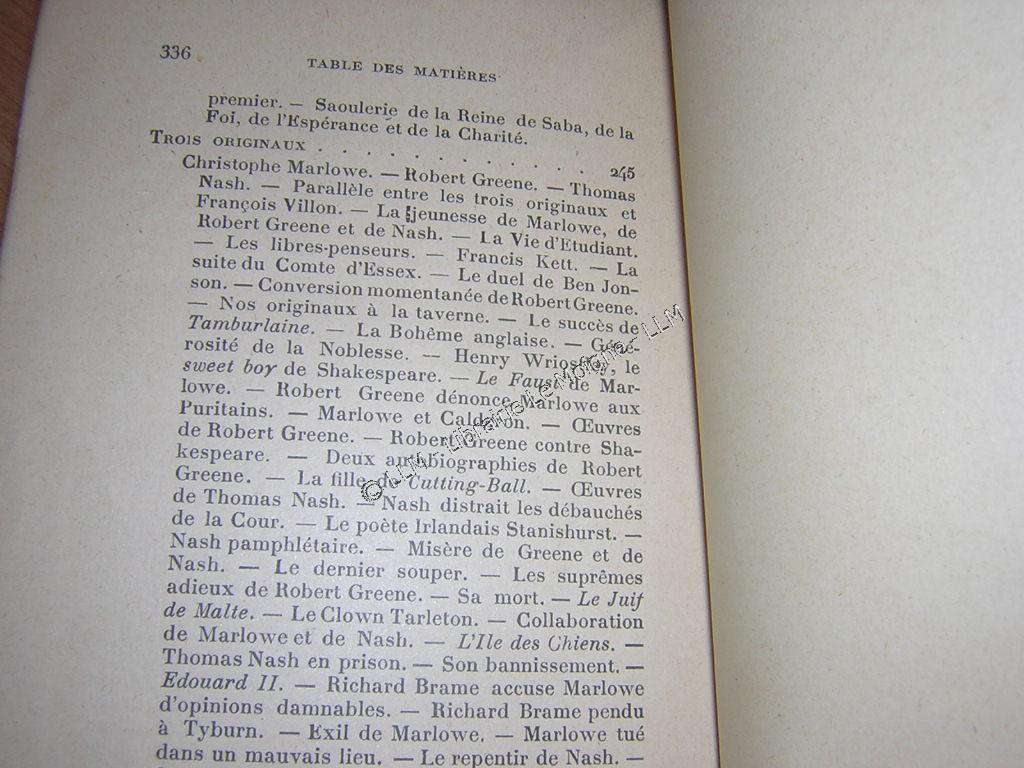 336
TABLE DES MATIÈRES
premier. — Saoulerie de la Reine de Saba, de la
Foi, de l'Espérance et de la Charité.
TROIS ORIGINAUX . . . . . . . . . . . . 245
Christophe Marlowe. — Robert Greene. — Thomas
Nash. — Parallèle entre les trois originaux et
François Villon. — La jeunesse de Marlowe, de
Robert Greene et de Nash. — La Vie d'Etudiant.
— Les libres-penseurs. — Francis Kett. — La
suite du Comte d'Essex. — Le duel de Ben Jon-
son. — Conversion momentanée de Robert Greene.
— Nos originaux à la taverne. — Le succès de
Tamburlaine. — La Bohême anglaise. — Géné-
rosité de la Noblesse. — Henry Wriosthy, le
sweet boy de Shakespeare. — Le Faust de Mar-
lowe. — Robert Greene dénonce Marlowe aux
Puritains. — Marlowe et Calderon. — Œuvres
de Robert Greene. — Robert Greene contre Sha-
kespeare. — Deux autobiographies de Robert
Greene. — La fille de Cutting-Ball. — Œuvres
de Thomas Nash. — Nash distrait les débauchés
de la Cour. — Le poète Irlandais Stanishurst. —
Nash pamphlétaire. — Misère de Greene et de
Nash. — Le dernier souper. — Les suprêmes
adieux de Robert Greene. — Sa mort. — Le Juif
de Malte. — Le Clown Tarleton. — Collaboration
de Marlowe et de Nash. — L'Ile des Chiens. —
Thomas Nash en prison. — Son bannissement. —
Edouard II. — Richard Brame accuse Marlowe
d'opinions damnables. — Richard Brame pendu
à Tyburn. — Exil de Marlowe. — Marlowe tué
dans un mauvais lieu. — Le repentir de Nash. —
© LLM - Librairie Le Moigne - LLM